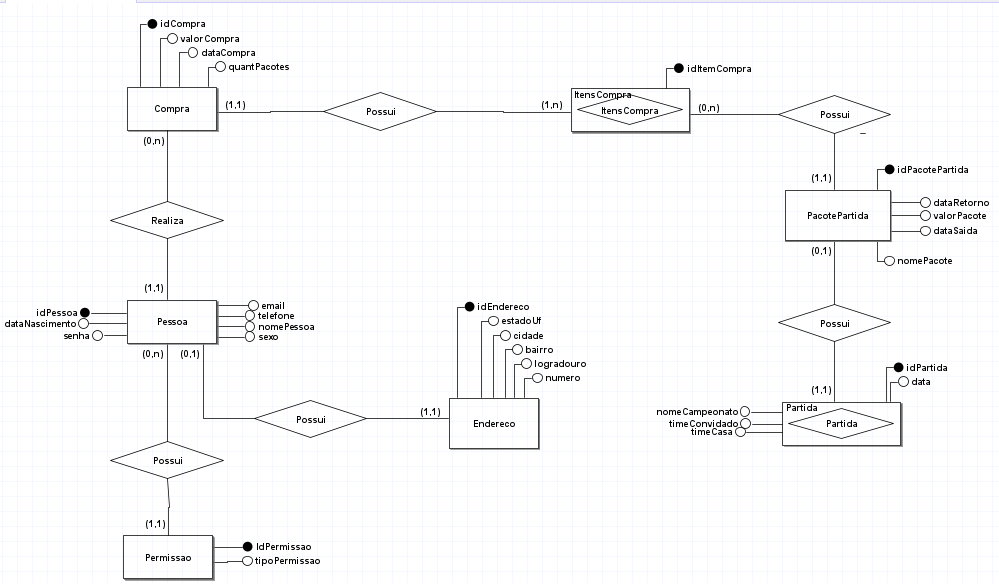 idCompra
valorCompra
dataCompra
quantPacotes
Compra
(1,1)
Possui
(1,n)
idItemCompra
ItensCompra
ItensCompra
(0,n)
Possui
(0,n)
(1,1)
idPacotePartida
PacotePartida
dataRetorno
valorPacote
dataSaida
nomePacote
(0,1)
Realiza
(1,1)
idPessoa
dataNascimento
senha
Pessoa
email
telefone
nomePessoa
sexo
(0,n)
(0,1)
idEndereco
estadoUf
cidade
bairro
logradouro
numero
Possui
(1,1)
Endereco
Possui
(1,1)
idPartida
data
nomeCampeonato
timeConvidado
timeCasa
Partida
Partida
Possui
(1,1)
Permissao
IdPermissao
tipoPermissao